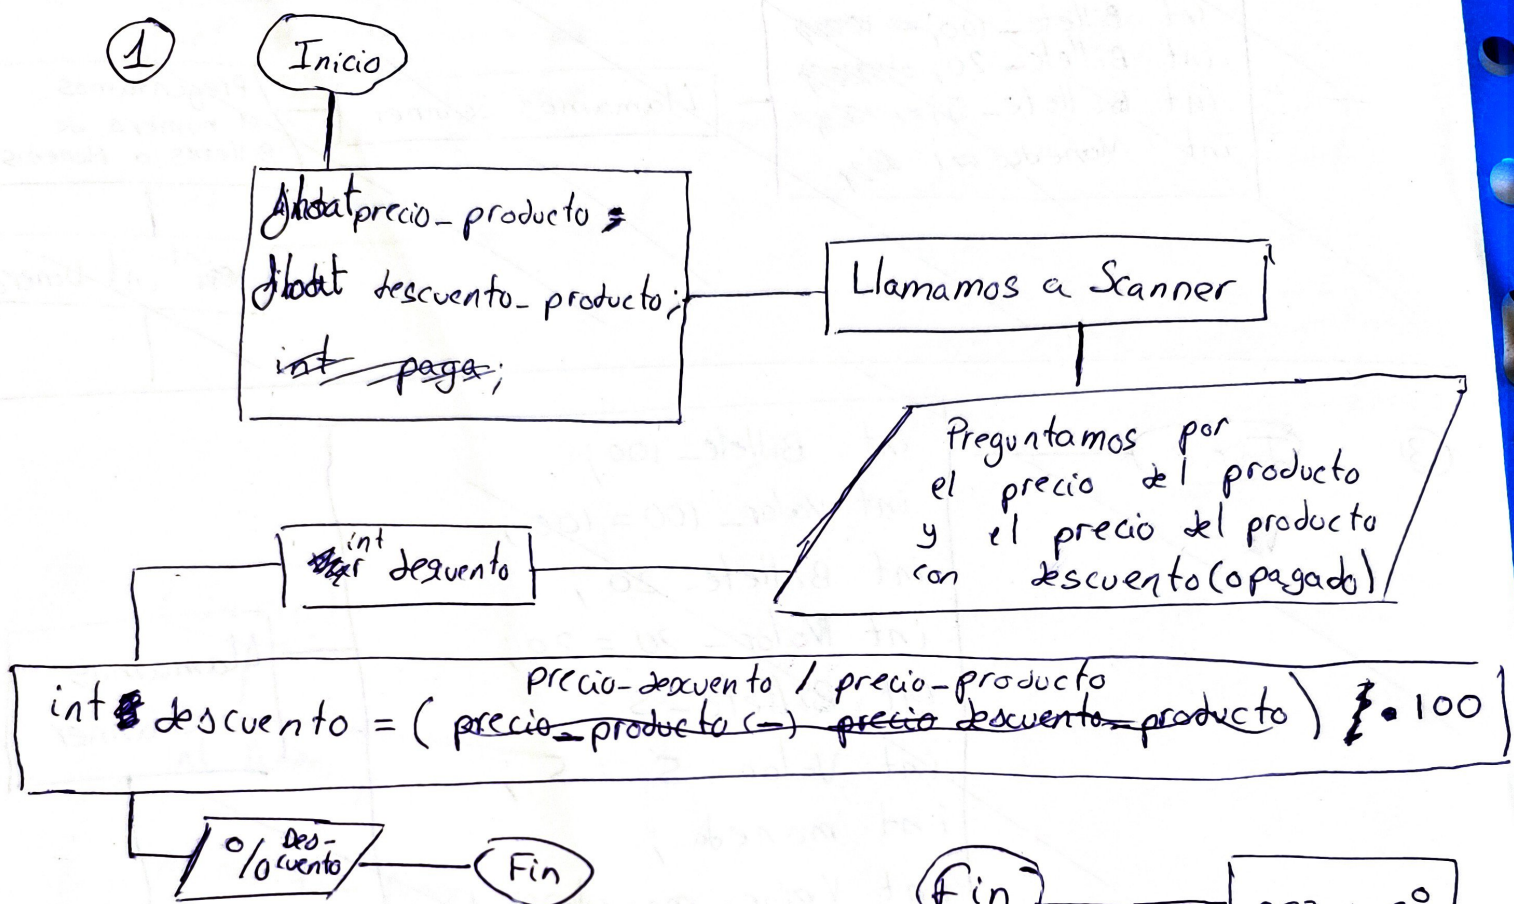 1
Inicio
float precio_producto;
float descuento_producto;
int paga;
Llamamos a Scanner
Preguntamos por
el precio del producto
y el precio del producto
con descuento (o pagado)
int
descuento
precio-descuento / precio-producto
int descuento = ( precio_producto (-) precio descuento_producto ) • 100
% Des-
cuento
Fin
Fin